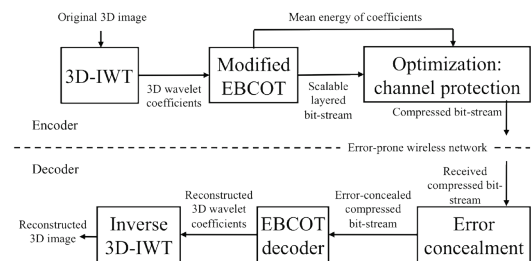 Original 3D image
Mean energy of coefficients
3D-IWT
Modified
EBCOT
Optimization:
channel protection
3D wavelet
coefficients
Scalable
layered
bit-stream
Compressed bit-stream
Encoder
Error-prone wireless network
Decoder
Received
compressed bit-
stream
Error-concealed
compressed
bit-stream
Reconstructed
3D wavelet
coefficients
Reconstructed
3D image
Inverse
3D-IWT
EBCOT
decoder
Error
concealment